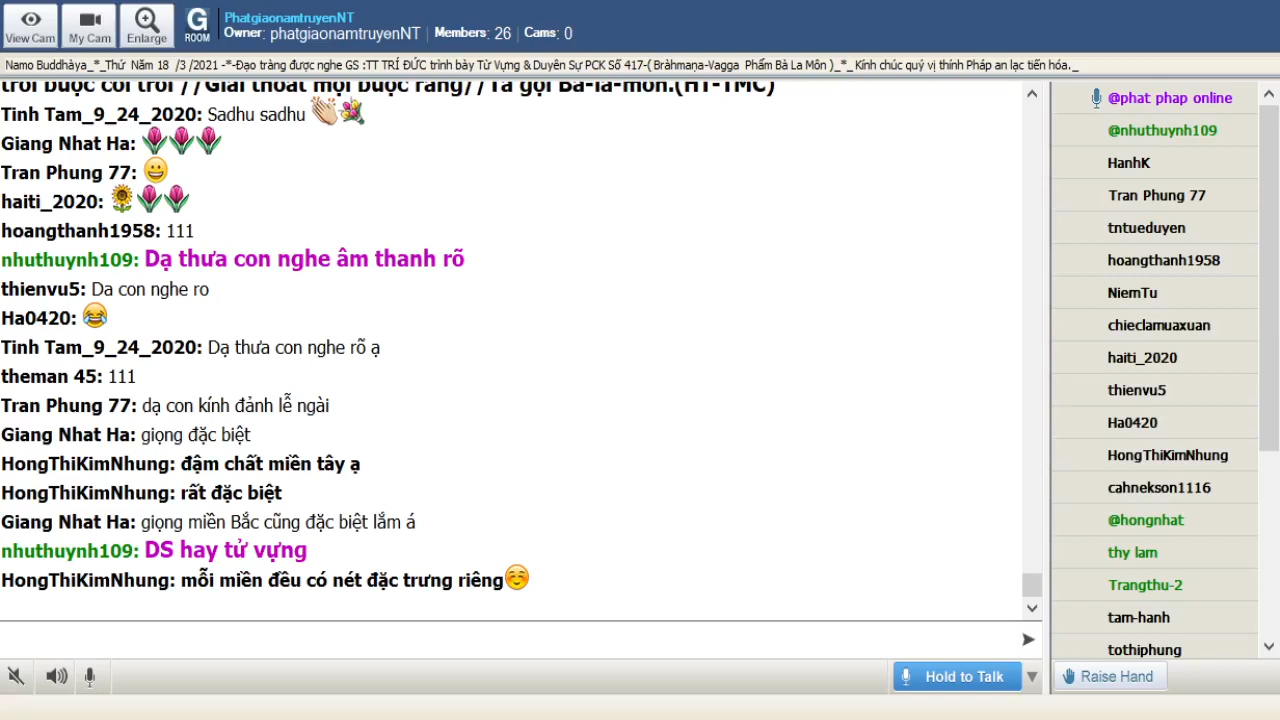 View Cam
My Cam
Enlarge
G
ROOM
PhatgiaonamtruyenNT
Owner: phatgiaonamtruyenNT | Members: 26 | Cams: 0
Namo Buddhàya_*_Thứ Năm 18 /3 /2021 -*-Đạo tràng được nghe GS :TT TRÍ ĐỨC trình bày Từ Vựng & Duyên Sự PCK Số 417-( Bràhmaṇa-Vagga Phẩm Bà La Môn )_*_ Kính chúc quý vị thính Pháp an lạc tiến hóa._
trói buộc cõi trời //Giải thoát mọi buộc ràng//Ta gọi Bà-la-môn.(HT-TMC)
Tinh Tam_9_24_2020: Sadhu sadhu 👏💐
Giang Nhat Ha: 🌷🌷🌷
Tran Phung 77: 😀
haiti_2020: 🌻🌷🌷
hoangthanh1958: 111
nhuthuynh109: Dạ thưa con nghe âm thanh rõ
thienvu5: Da con nghe ro
Ha0420: 😂
Tinh Tam_9_24_2020: Dạ thưa con nghe rõ ạ
theman 45: 111
Tran Phung 77: dạ con kính đảnh lễ ngài
Giang Nhat Ha: giọng đặc biệt
HongThiKimNhung: đậm chất miền tây ạ
HongThiKimNhung: rất đặc biệt
Giang Nhat Ha: giọng miền Bắc cũng đặc biệt lắm á
nhuthuynh109: DS hay tử vựng
HongThiKimNhung: mỗi miền đều có nét đặc trưng riêng☺️
Hold to Talk
@phat phap online
@nhuthuynh109
HanhK
Tran Phung 77
tntueduyen
hoangthanh1958
NiemTu
chieclamuaxuan
haiti_2020
thienvu5
Ha0420
HongThiKimNhung
cahnekson1116
@hongnhat
thy lam
Trangthu-2
tam-hanh
tothiphung
Raise Hand